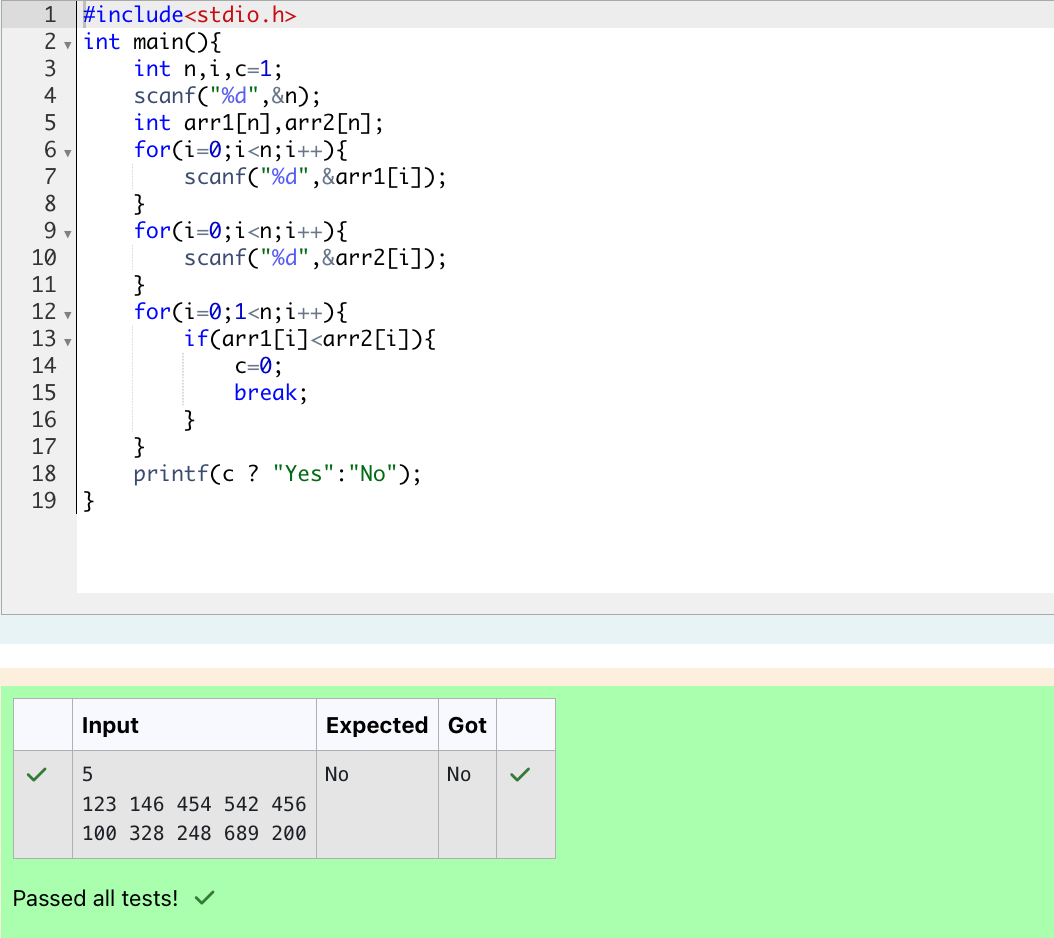 1 #include<stdio.h>
2 int main(){
3     int n,i,c=1;
4     scanf("%d",&n);
5     int arr1[n],arr2[n];
6     for(i=0;i<n;i++){
7         scanf("%d",&arr1[i]);
8     }
9     for(i=0;i<n;i++){
10         scanf("%d",&arr2[i]);
11     }
12     for(i=0;1<n;i++){
13         if(arr1[i]<arr2[i]){
14             c=0;
15             break;
16         }
17     }
18     printf(c ? "Yes":"No");
19 }
Input Expected Got
5 No No
123 146 454 542 456
100 328 248 689 200
Passed all tests!